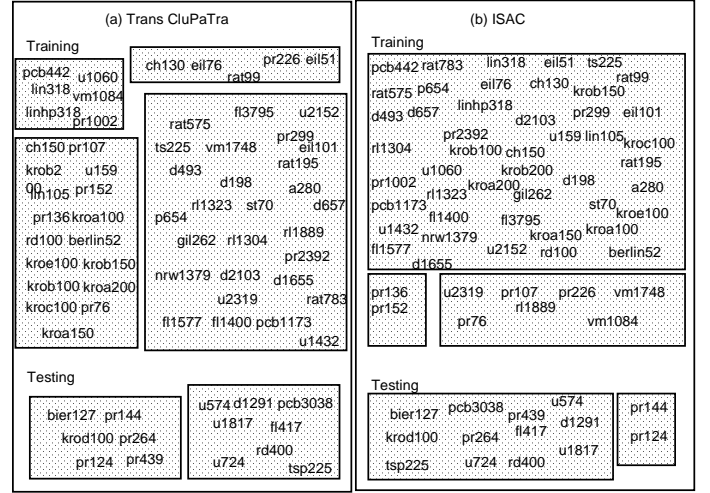 (a) Trans CluPaTra
Training
pcb442 u1060
lin318 vm1084
linhp318 pr1002
ch130 eil76 pr226 eil51
rat99
ch150 pr107
krob200 u159
lin105 pr152
pr136 kroa100
rd100 berlin52
kroe100 krob150
krob100 kroa200
kroc100 pr76
kroa150
fl3795 u2152
rat575
pr299
ts225 vm1748 eil101
d493 rat195
d198 a280
rl1323 st70 d657
p654
gil262 rl1304 rl1889
pr2392
nrw1379 d2103 d1655
u2319 rat783
fl1577 fl1400 pcb1173
u1432
Testing
bier127 pr144
krod100 pr264
pr124 pr439
u574 d1291 pcb3038
u1817 fl417
rd400
u724 tsp225
(b) ISAC
Training
pcb442 rat783 lin318 eil51 ts225
eil76 ch130 rat99
rat575 p654 krob150
linhp318
d493 d657 d2103 pr299 eil101
pr2392 u159 lin105 kroc100
rl1304 krob100 ch150
rat195
u1060 krob200
pr1002 kroa200 d198 a280
rl1323 gil262
pcb1173 st70
fl1400 fl3795 kroe100
u1432 nrw1379 kroa150 kroa100
fl1577 u2152 rd100 berlin52
d1655
pr136
pr152
u2319 pr107 pr226 vm1748
rl1889
pr76 vm1084
Testing
bier127 pcb3038 pr439 u574
fl417 d1291
krod100 pr264
u1817
tsp225 u724 rd400
pr144
pr124